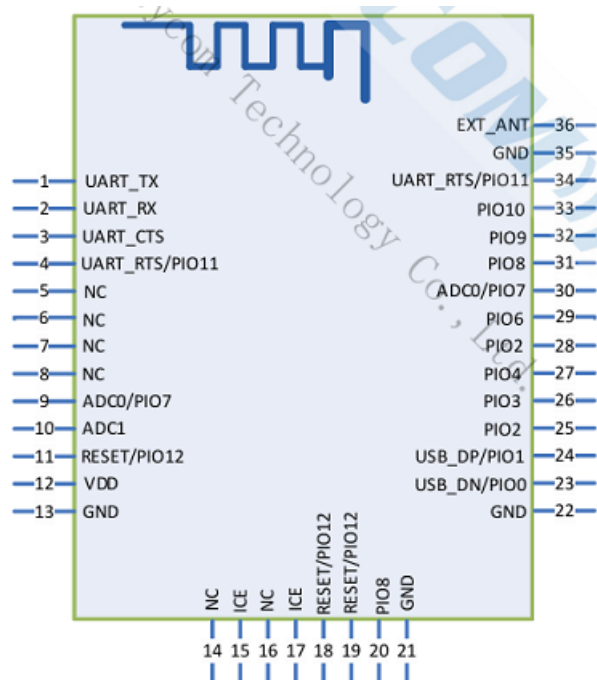 EXT_ANT 36
GND 35
1 UART_TX
UART_RTS/PIO11 34
2 UART_RX
PIO10 33
3 UART_CTS
PIO9 32
4 UART_RTS/PIO11
PIO8 31
5 NC
ADC0/PIO7 30
6 NC
PIO6 29
7 NC
PIO2 28
8 NC
PIO4 27
9 ADC0/PIO7
PIO3 26
10 ADC1
PIO2 25
11 RESET/PIO12
USB_DP/PIO1 24
12 VDD
USB_DN/PIO0 23
13 GND
GND 22
NC
ICE
NC
ICE
RESET/PIO12
RESET/PIO12
PIO8
GND
14 15 16 17 18 19 20 21
Technology Co., Ltd.